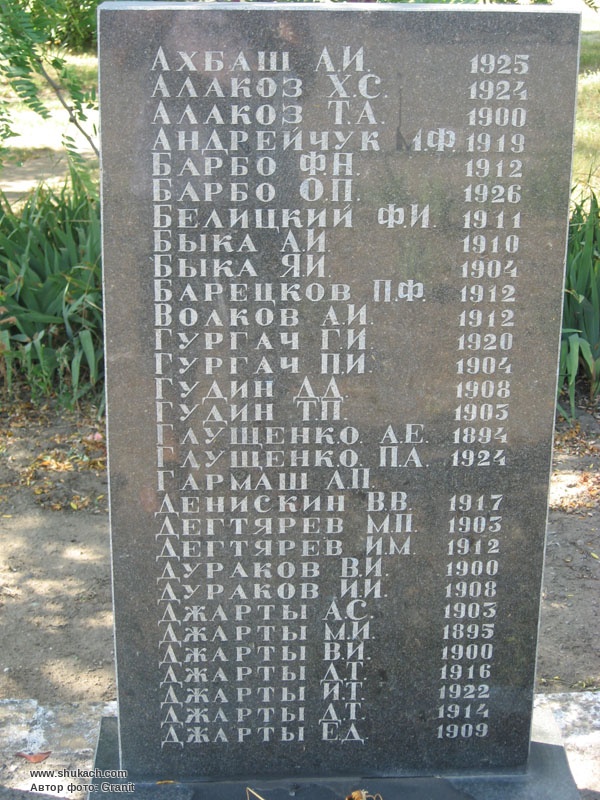 АХБАШ А.И. 1925
АЛАКОЗ Х.С. 1924
АЛАКОЗ Т.А. 1900
АНДРЕЙЧУК 1919
БАРБО Ф.Н. 1912
БАРБО О.П. 1926
БЕЛИЦКИЙ Ф.И. 1911
БЫКА А.И. 1910
БЫКА Я.И. 1904
БАРЕЦКОВ П.Ф. 1912
ВОЛКОВ А.И. 1912
ГУРГАЧ Г.И. 1920
ГУРГАЧ П.И. 1904
ГУДИН Д.Д. 1908
ГУДИН Т.П. 1903
ГЛУЩЕНКО. А.Е. 1894
ГЛУЩЕНКО. П.А. 1924
ГАРМАШ А.П.
ДЕНИСКИН В.В. 1917
ДЕГТЯРЕВ М.П. 1903
ДЕГТЯРЕВ И.М. 1912
ДУРАКОВ В.И. 1900
ДУРАКОВ И.И. 1908
ДЖАРТЫ А.С. 1903
ДЖАРТЫ М.И. 1895
ДЖАРТЫ В.И. 1900
ДЖАРТЫ Д.Т. 1916
ДЖАРТЫ И.Т. 1922
ДЖАРТЫ Д.Т. 1914
ДЖАРТЫ Е.Д. 1909
www.shukach.com
Автор фото: Granit